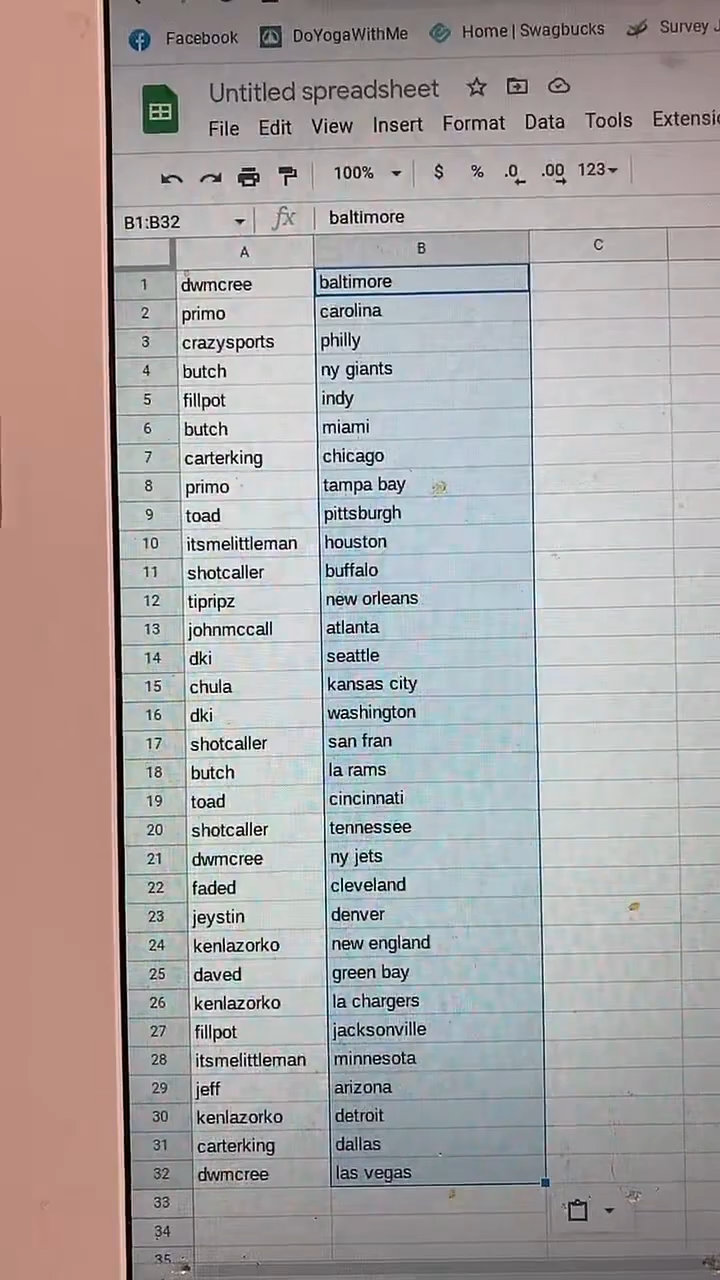 Facebook DoYogaWithMe Home | Swagbucks Survey J
Untitled spreadsheet
File Edit View Insert Format Data Tools Extensi
100% $ % .0 .00 123
B1:B32 fx baltimore
A B C
1 dwmcree baltimore
2 primo carolina
3 crazysports philly
4 butch ny giants
5 fillpot indy
6 butch miami
7 carterking chicago
8 primo tampa bay
9 toad pittsburgh
10 itsmelittleman houston
11 shotcaller buffalo
12 tipripz new orleans
13 johnmccall atlanta
14 dki seattle
15 chula kansas city
16 dki washington
17 shotcaller san fran
18 butch la rams
19 toad cincinnati
20 shotcaller tennessee
21 dwmcree ny jets
22 faded cleveland
23 jeystin denver
24 kenlazorko new england
25 daved green bay
26 kenlazorko la chargers
27 fillpot jacksonville
28 itsmelittleman minnesota
29 jeff arizona
30 kenlazorko detroit
31 carterking dallas
32 dwmcree las vegas
33
34
35